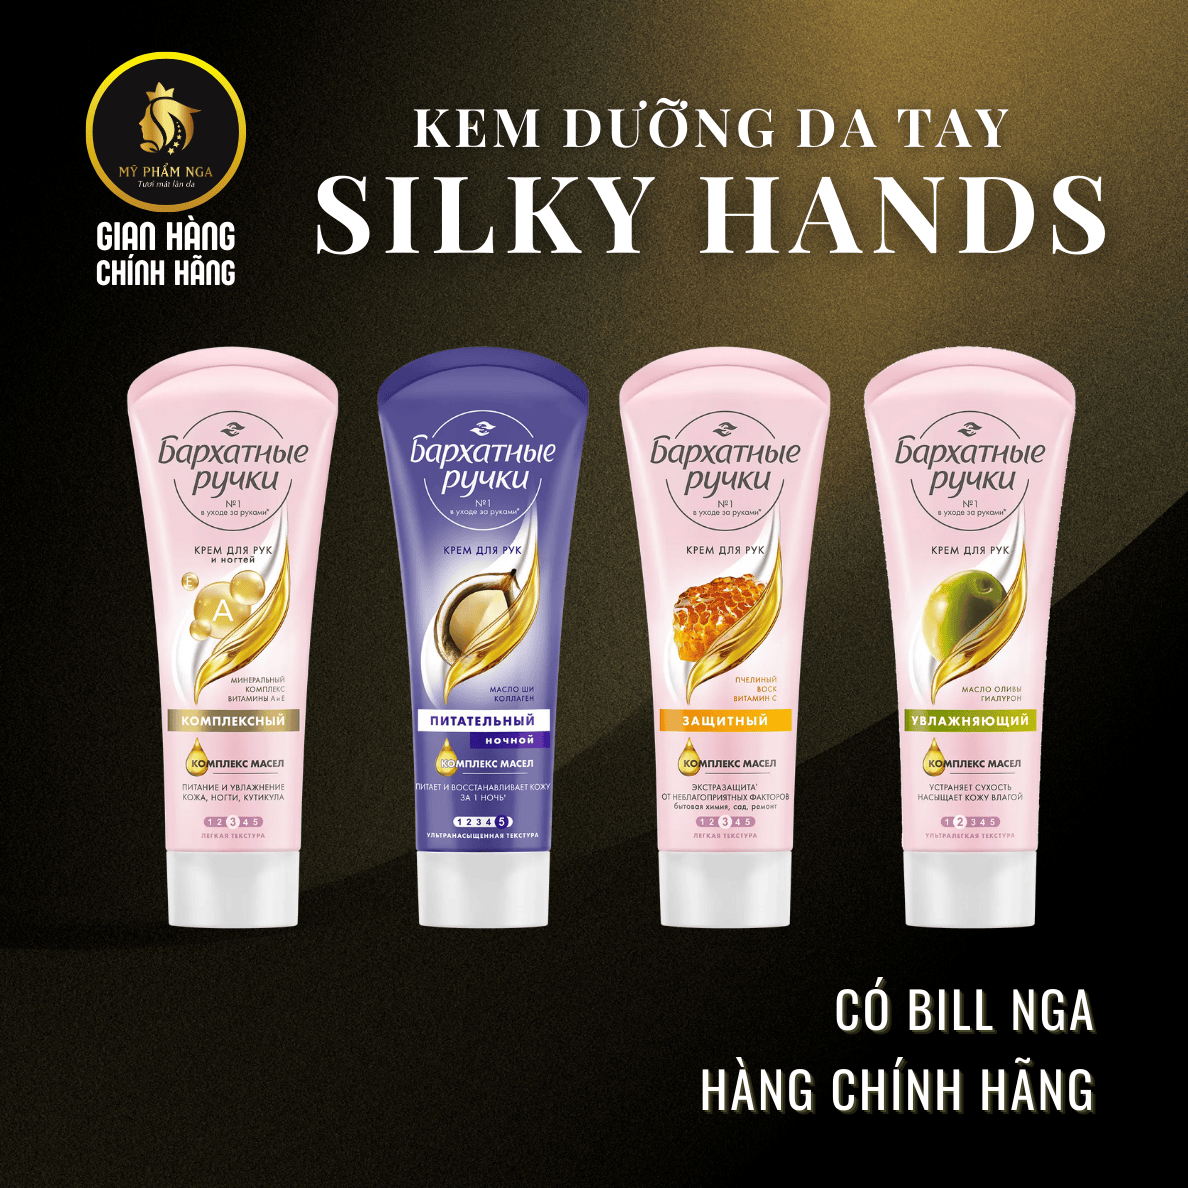 MỸ PHẨM NGA
Tươi mát làn da
GIAN HÀNG
CHÍNH HÃNG
KEM DƯỠNG DA TAY
SILKY HANDS
Бархатные
ручки
№1
в уходе за руками*
КРЕМ ДЛЯ РУК
и ногтей
E
A
МИНЕРАЛЬНЫЙ
КОМПЛЕКС
ВИТАМИНЫ А и Е
КОМПЛЕКСНЫЙ
КОМПЛЕКС МАСЕЛ
ПИТАНИЕ И УВЛАЖНЕНИЕ
КОЖА, НОГТИ, КУТИКУЛА
1 2 3 4 5
ЛЕГКАЯ ТЕКСТУРА
Бархатные
ручки
№1
в уходе за руками*
КРЕМ ДЛЯ РУК
МАСЛО ШИ
КОЛЛАГЕН
ПИТАТЕЛЬНЫЙ
НОЧНОЙ
КОМПЛЕКС МАСЕЛ
ПИТАЕТ И ВОССТАНАВЛИВАЕТ КОЖУ
ЗА 1 НОЧЬ*
1 2 3 4 5
УЛЬТРАНАСЫЩЕННАЯ ТЕКСТУРА
Бархатные
ручки
№1
в уходе за руками*
КРЕМ ДЛЯ РУК
ПЧЕЛИНЫЙ
ВОСК
ВИТАМИН С
ЗАЩИТНЫЙ
КОМПЛЕКС МАСЕЛ
ЭКСТРАЗАЩИТА*
ОТ НЕБЛАГОПРИЯТНЫХ ФАКТОРОВ
бытовая химия, сад, ремонт
1 2 3 4 5
ЛЕГКАЯ ТЕКСТУРА
Бархатные
ручки
№1
в уходе за руками*
КРЕМ ДЛЯ РУК
МАСЛО ОЛИВЫ
ГИАЛУРОН
УВЛАЖНЯЮЩИЙ
КОМПЛЕКС МАСЕЛ
УСТРАНЯЕТ СУХОСТЬ
НАСЫЩАЕТ КОЖУ ВЛАГОЙ
1 2 3 4 5
УЛЬТРАЛЕГКАЯ ТЕКСТУРА
CÓ BILL NGA
HÀNG CHÍNH HÃNG